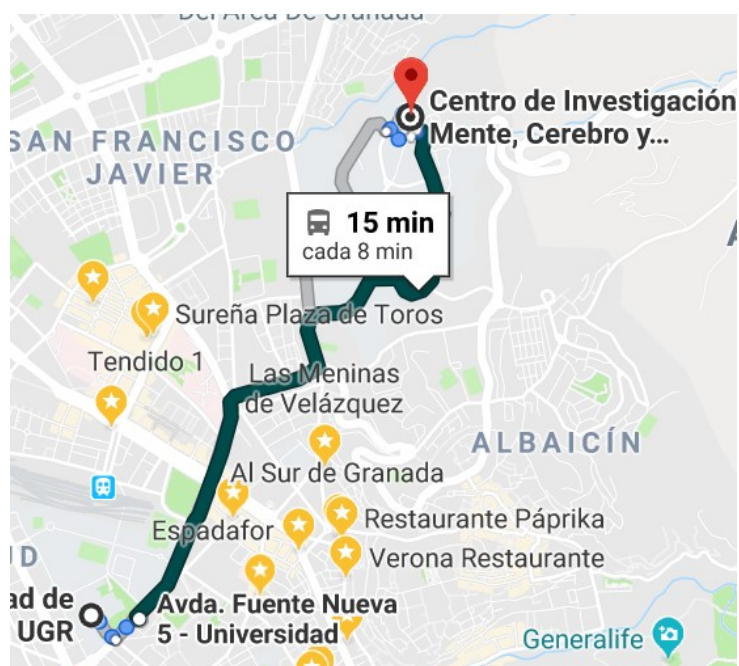 Del Area De Granada
Centro de Investigación
Mente, Cerebro y...
SAN FRANCISCO
JAVIER
15 min
cada 8 min
Sureña Plaza de Toros
Tendido 1
Las Meninas
de Velázquez
ALBAICÍN
Al Sur de Granada
Espadafor
Restaurante Páprika
Verona Restaurante
ad de
UGR
Avda. Fuente Nueva
5 - Universidad
Generalife